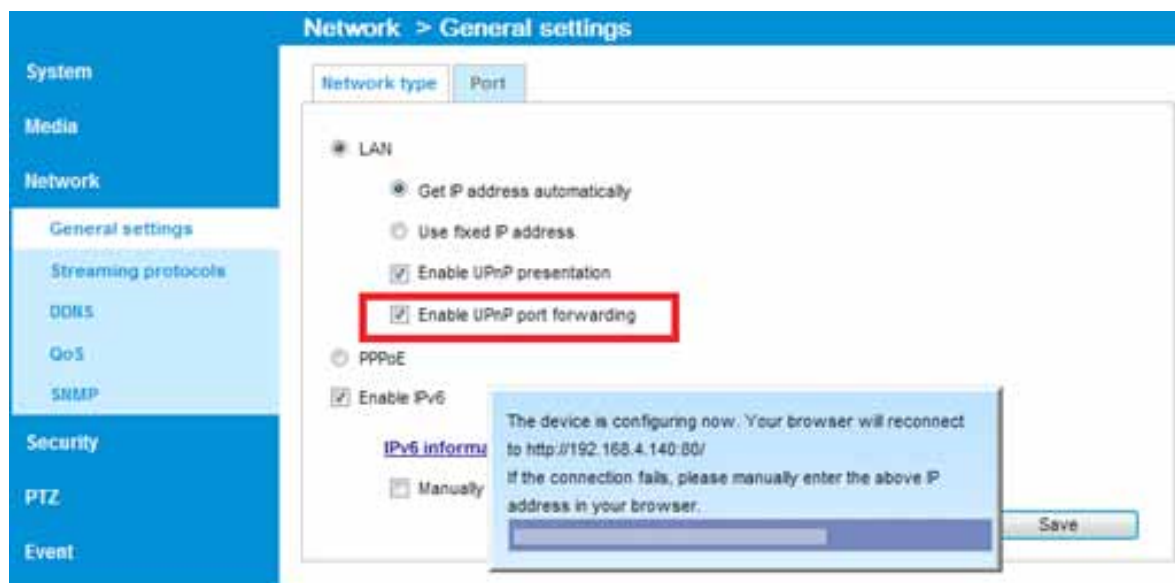 Network > General settings
System
Media
Network
General settings
Streaming protocols
DDNS
QoS
SNMP
Security
PTZ
Event
Network type
Port
LAN
Get IP address automatically
Use fixed IP address
Enable UPnP presentation
Enable UPnP port forwarding
PPPoE
Enable IPv6
IPv6 informa
Manually
The device is configuring now. Your browser will reconnect
to http://192.168.4.140:80/
If the connection fails, please manually enter the above IP
address in your browser.
Save